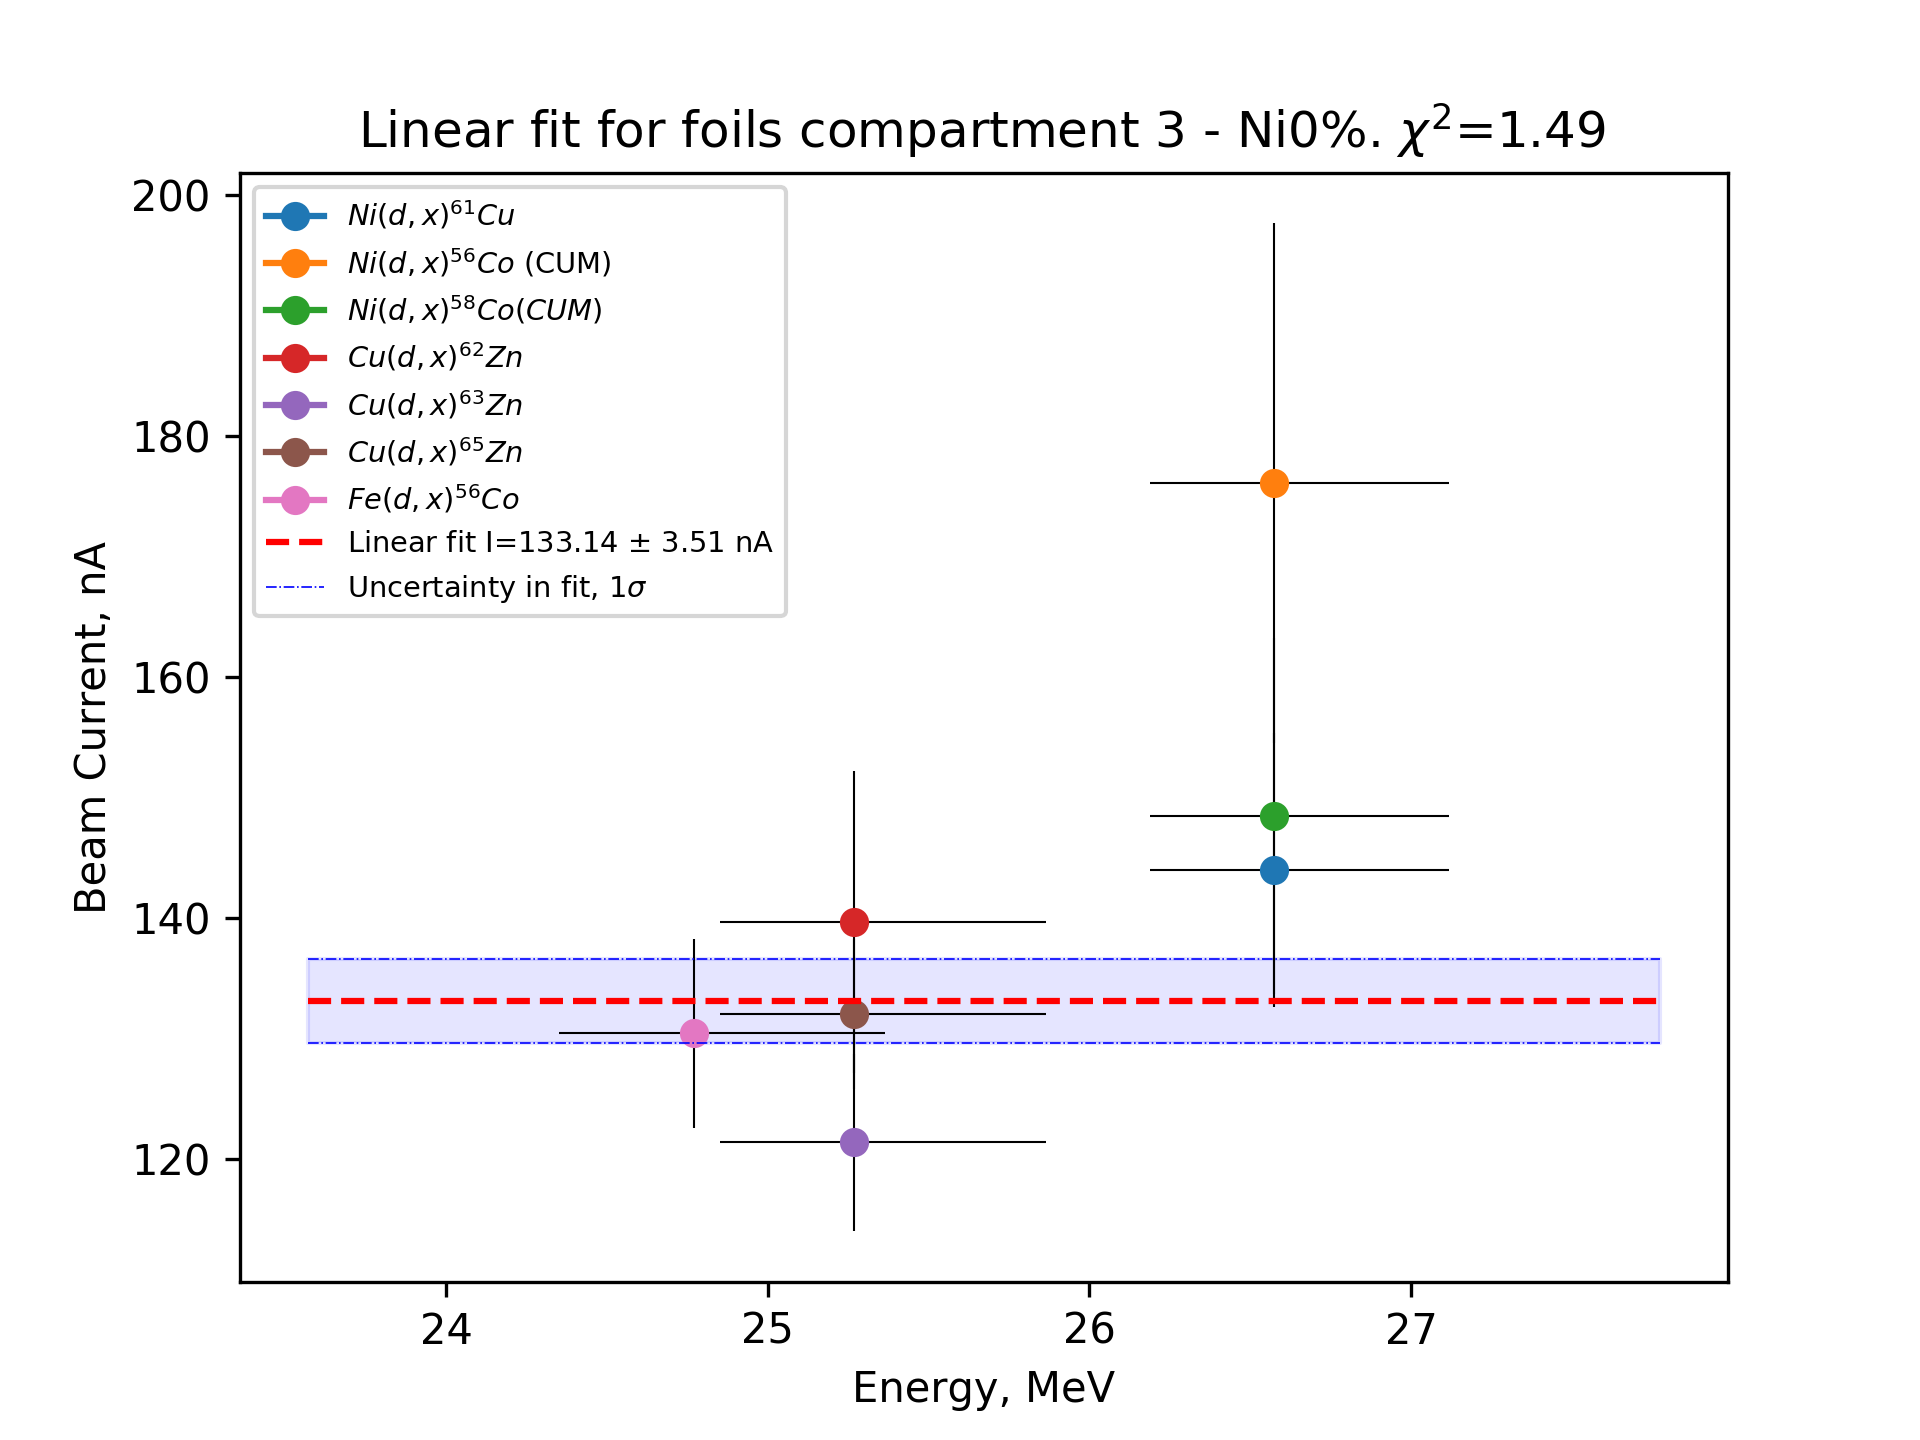 Linear fit for foils compartment 3 - Ni0%. χ²=1.49
200
180
160
140
120
Beam Current, nA
Ni(d, x)⁶¹Cu
Ni(d, x)⁵⁶Co (CUM)
Ni(d, x)⁵⁸Co(CUM)
Cu(d, x)⁶²Zn
Cu(d, x)⁶³Zn
Cu(d, x)⁶⁵Zn
Fe(d, x)⁵⁶Co
Linear fit I=133.14 ± 3.51 nA
Uncertainty in fit, 1σ
24 25 26 27
Energy, MeV